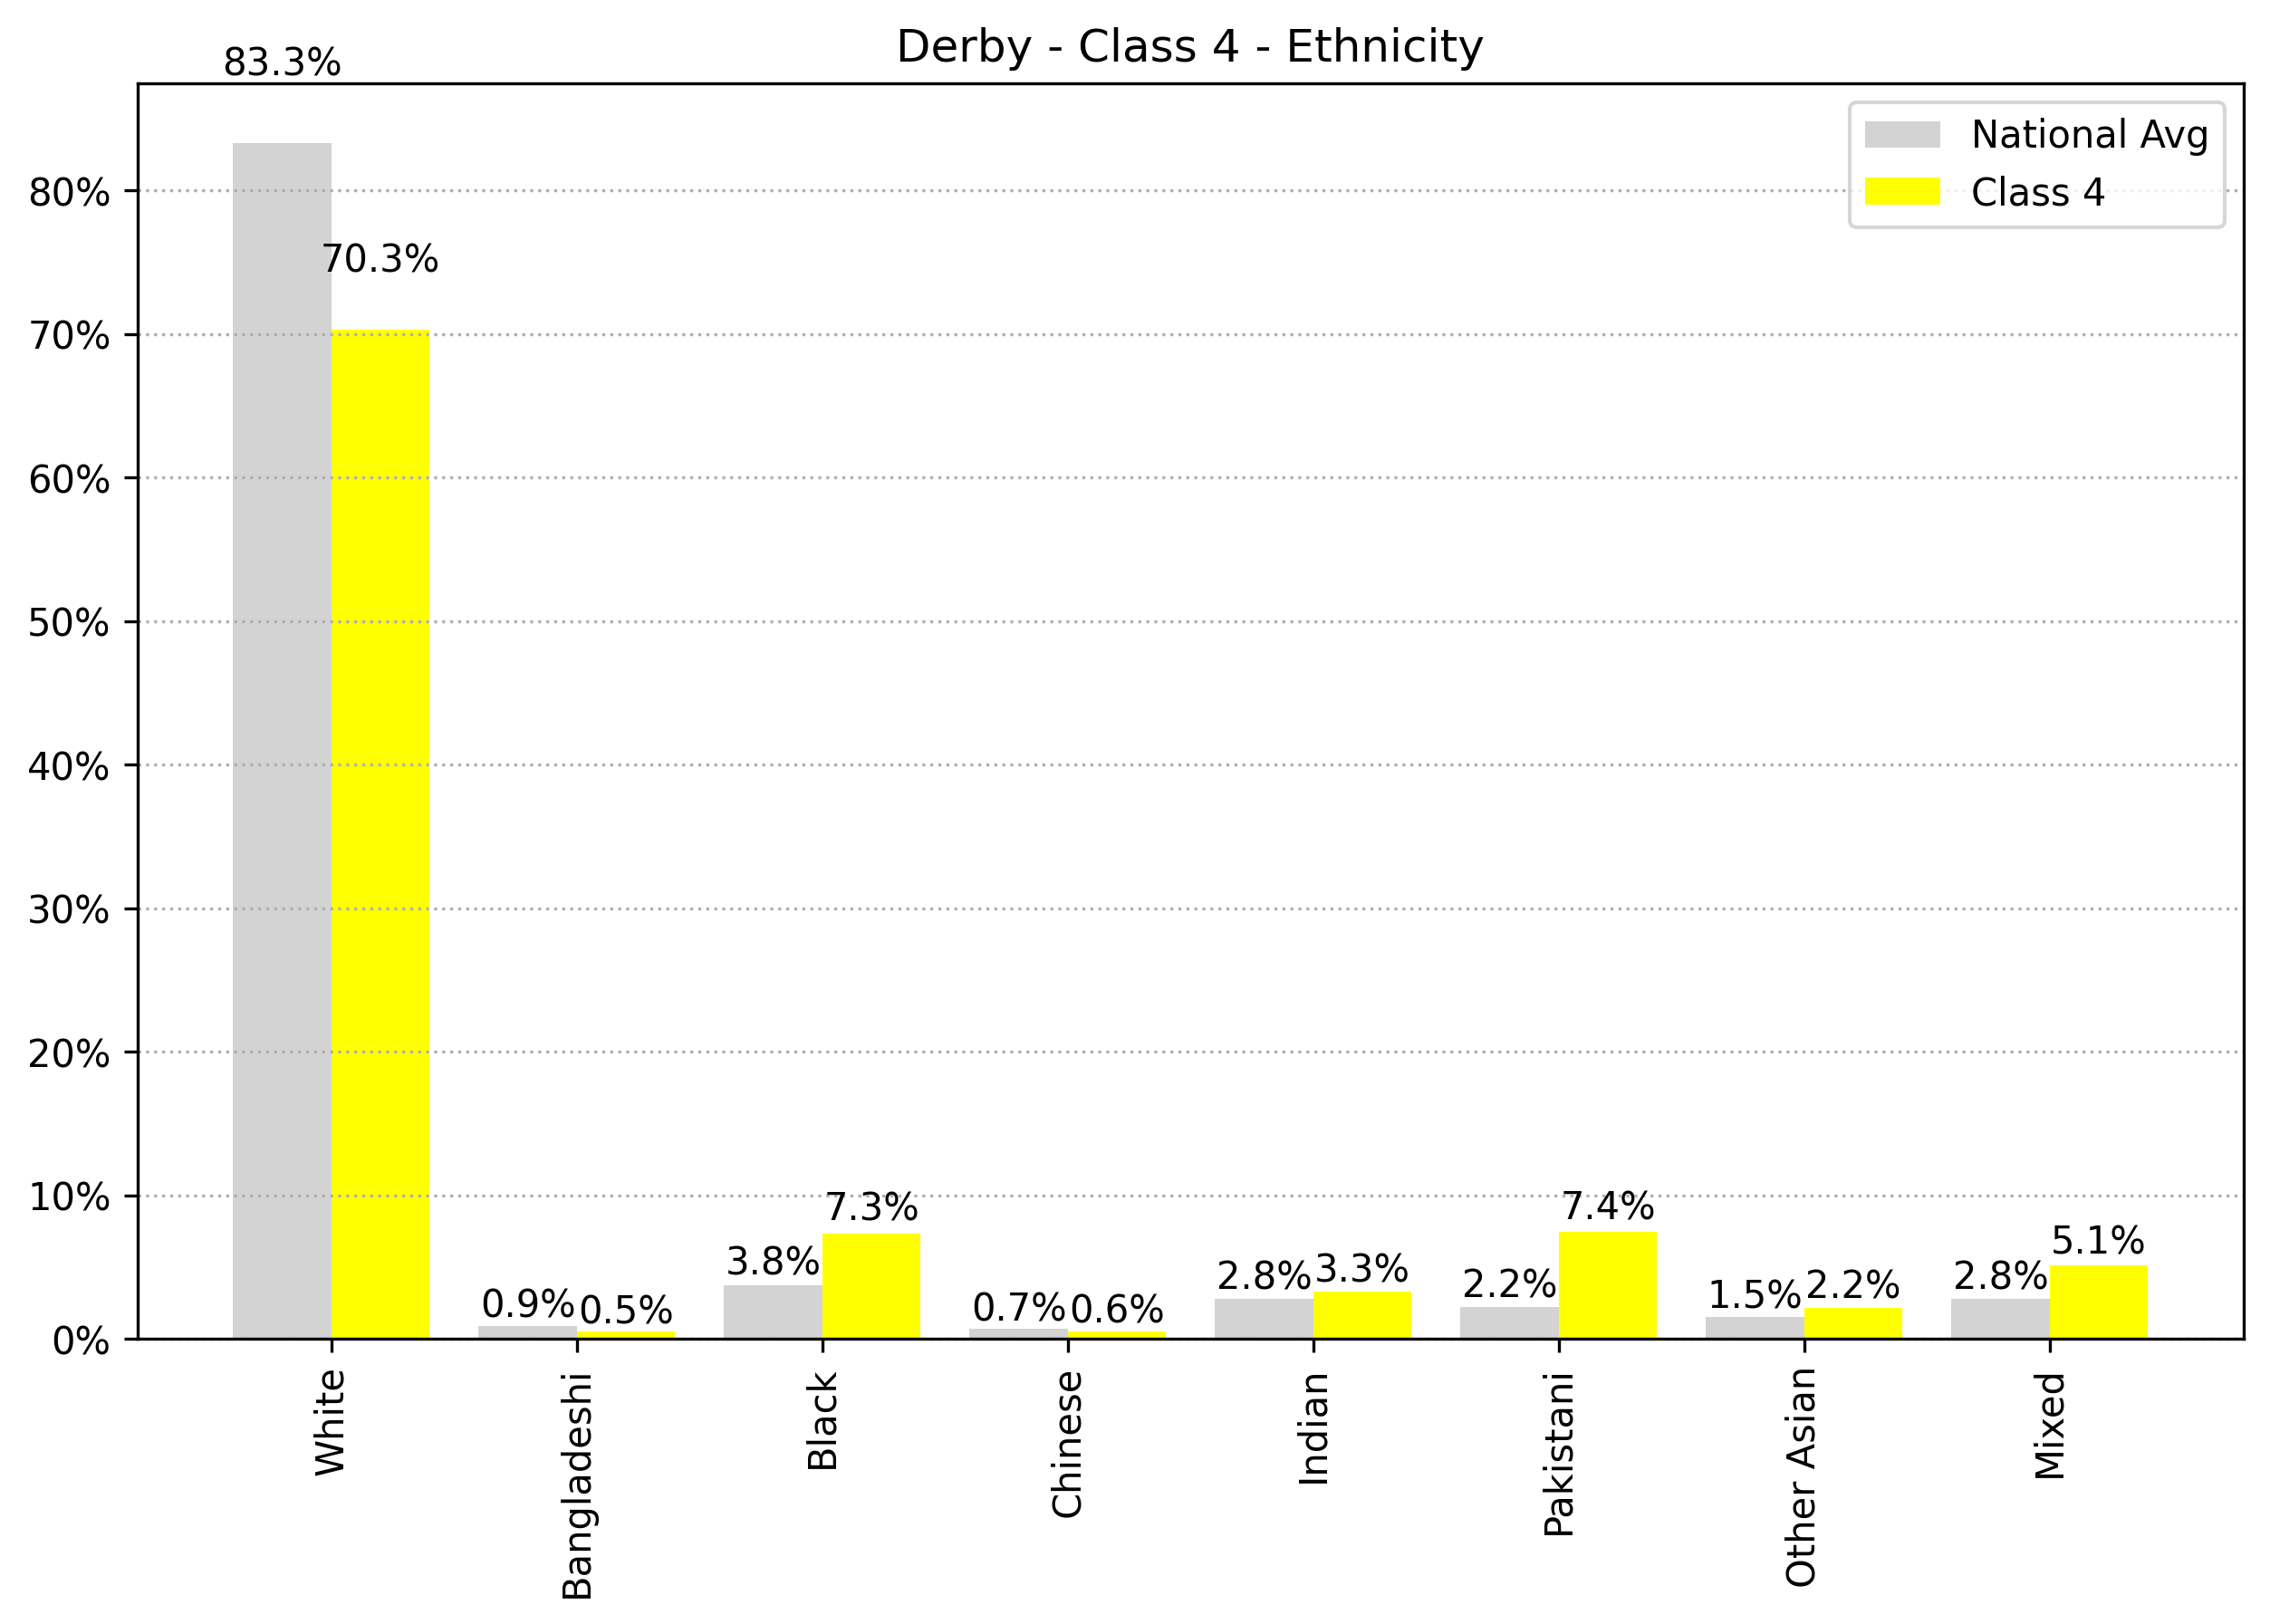 Derby - Class 4 - Ethnicity
83.3%
National Avg
Class 4
80%
70.3%
70%
60%
50%
40%
30%
20%
10%
0%
0.9%
0.5%
3.8%
7.3%
0.7%
0.6%
2.8%
3.3%
2.2%
7.4%
1.5%
2.2%
2.8%
5.1%
White
Bangladeshi
Black
Chinese
Indian
Pakistani
Other Asian
Mixed